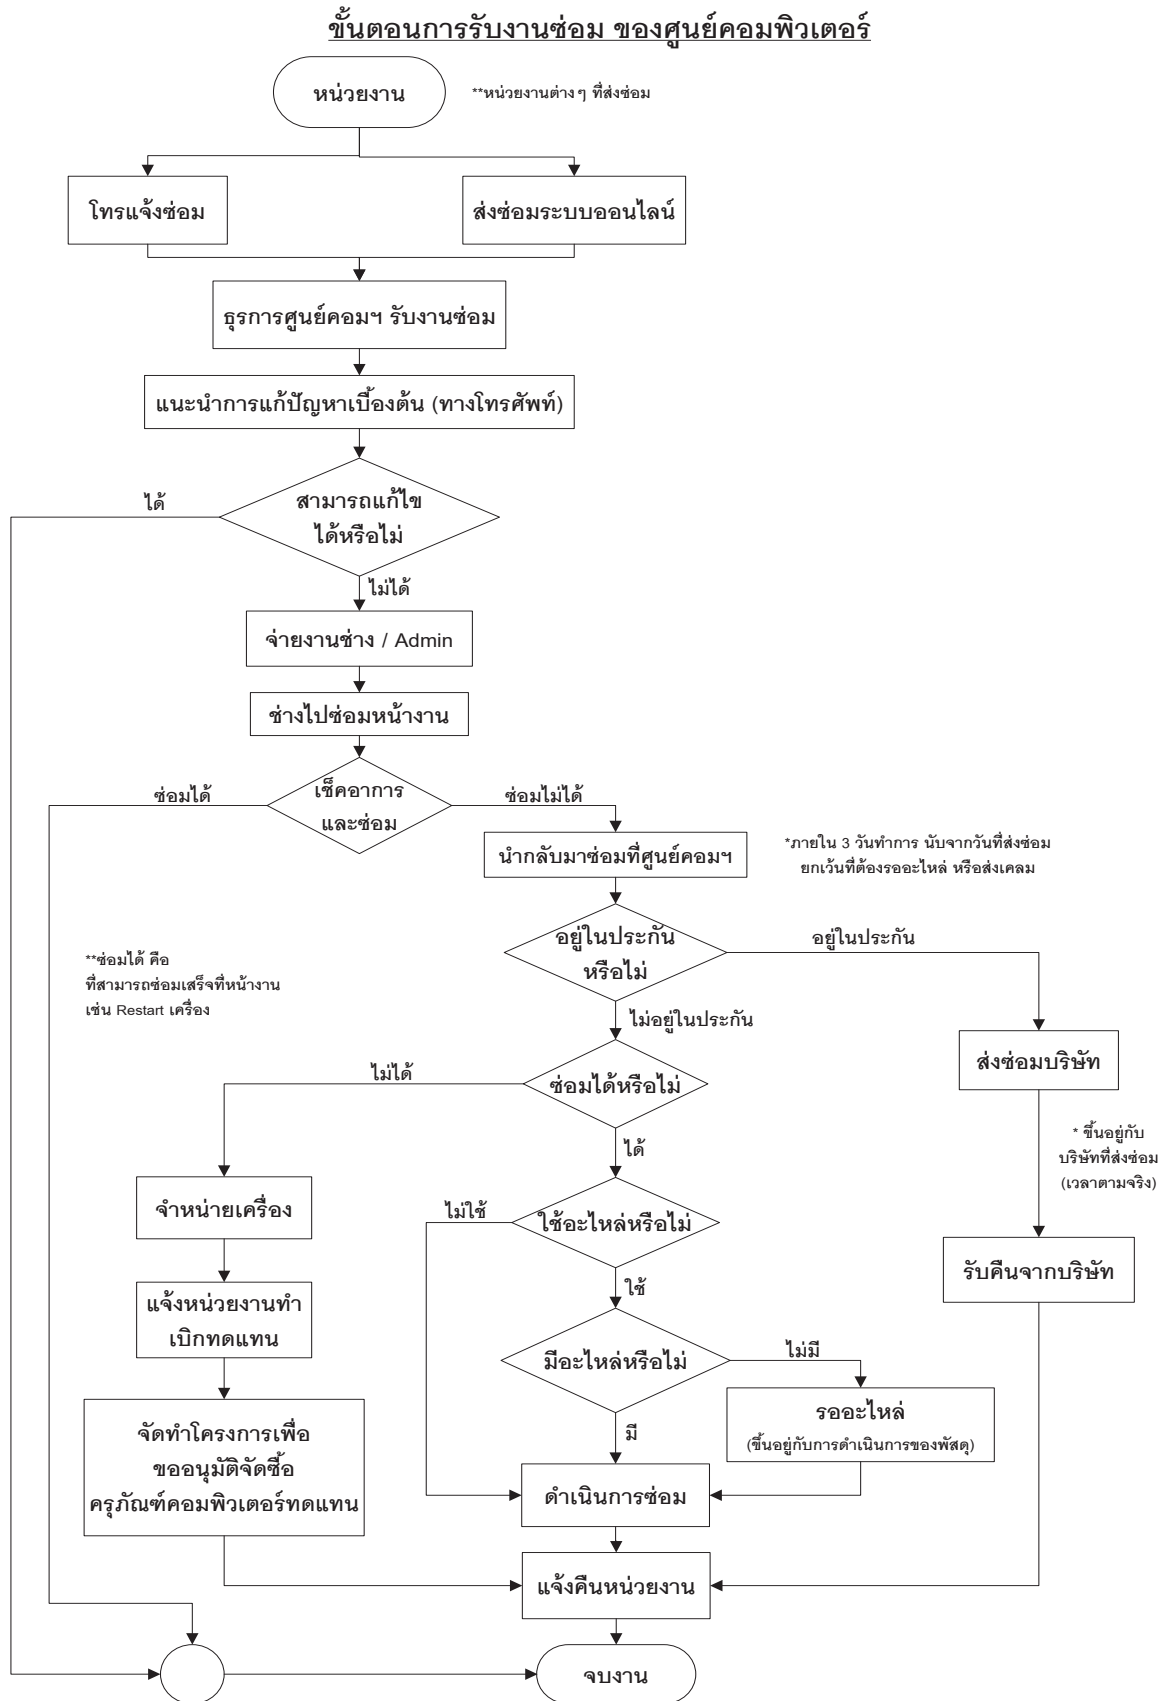 ขั้นตอนการรับงานซ่อม ของศูนย์คอมพิวเตอร์
หน่วยงาน
**หน่วยงานต่างๆ ที่ส่งซ่อม
โทรแจ้งซ่อม
ส่งซ่อมระบบออนไลน์
ธุรการศูนย์คอมฯ รับงานซ่อม
แนะนำการแก้ปัญหาเบื้องต้น (ทางโทรศัพท์)
ได้
สามารถแก้ไข
ได้หรือไม่
ไม่ได้
จ่ายงานช่าง / Admin
ช่างไปซ่อมหน้างาน
ซ่อมได้
เช็คอาการ
และซ่อม
ซ่อมไม่ได้
นำกลับมาซ่อมที่ศูนย์คอมฯ
*ภายใน 3 วันทำการ นับจากวันที่ส่งซ่อม
ยกเว้นที่ต้องรออะไหล่ หรือส่งเคลม
อยู่ในประกัน
หรือไม่
อยู่ในประกัน
**ซ่อมได้ คือ
ที่สามารถซ่อมเสร็จที่หน้างาน
เช่น Restart เครื่อง
ไม่อยู่ในประกัน
ส่งซ่อมบริษัท
ไม่ได้
ซ่อมได้หรือไม่
ได้
* ขึ้นอยู่กับ
บริษัทที่ส่งซ่อม
(เวลาตามจริง)
จำหน่ายเครื่อง
ไม่ใช้
ใช้อะไหล่หรือไม่
ใช้
รับคืนจากบริษัท
แจ้งหน่วยงานทำ
เบิกทดแทน
มีอะไหล่หรือไม่
ไม่มี
มี
รออะไหล่
(ขึ้นอยู่กับการดำเนินการของพัสดุ)
จัดทำโครงการเพื่อ
ขออนุมัติจัดซื้อ
ครุภัณฑ์คอมพิวเตอร์ทดแทน
ดำเนินการซ่อม
แจ้งคืนหน่วยงาน
จบงาน